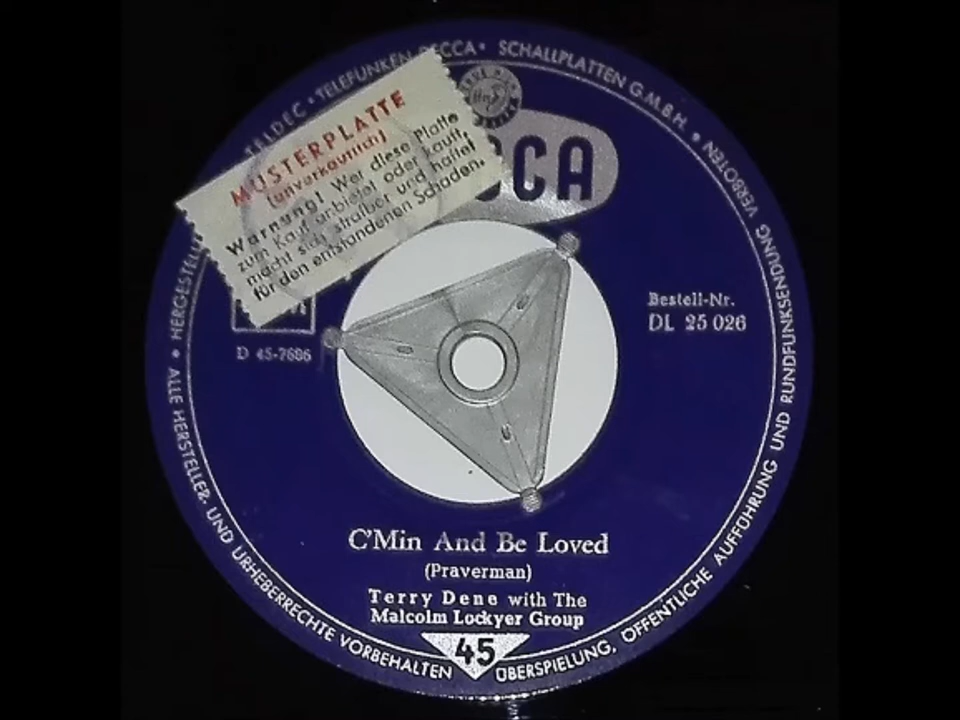 TELDEC • TELEFUNKEN DECCA • SCHALLPLATTEN G.M.B.H. •
MUSTERPLATTE
(unverkäuflich)
Warnung! Wer diese Platte
zum Kauf anbietet oder kauft,
macht sich strafbar und haftet
für den entstandenen Schaden.
CCA
D 45-7686
Bestell-Nr.
DL 25 026
C'Min And Be Loved
(Praverman)
Terry Dene with The
Malcolm Lockyer Group
45
• ALLE HERSTELLER- UND URHEBERRECHTE VORBEHALTEN
ÜBERSPIELUNG, ÖFFENTLICHE AUFFÜHRUNG UND RUNDFUNKSENDUNG VERBOTEN •
HERGESTELLT